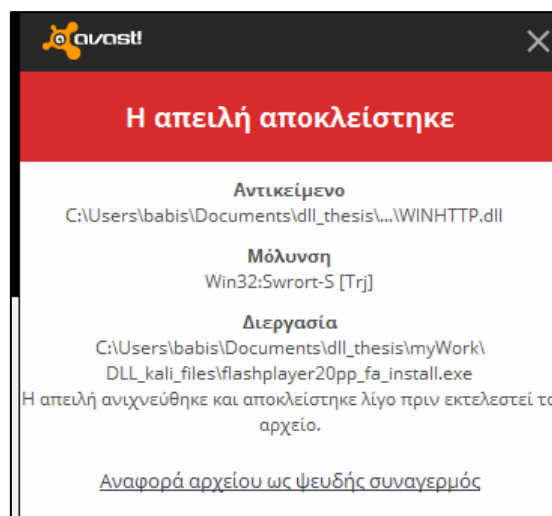 avast!
Η απειλή αποκλείστηκε
Αντικείμενο
C:\Users\babis\Documents\dll_thesis\...\WINHTTP.dll
Μόλυνση
Win32:Swrort-S [Trj]
Διεργασία
C:\Users\babis\Documents\dll_thesis\myWork\
DLL_kali_files\flashplayer20pp_fa_install.exe
Η απειλή ανιχνεύθηκε και αποκλείστηκε λίγο πριν εκτελεστεί το
αρχείο.
Αναφορά αρχείου ως ψευδής συναγερμός